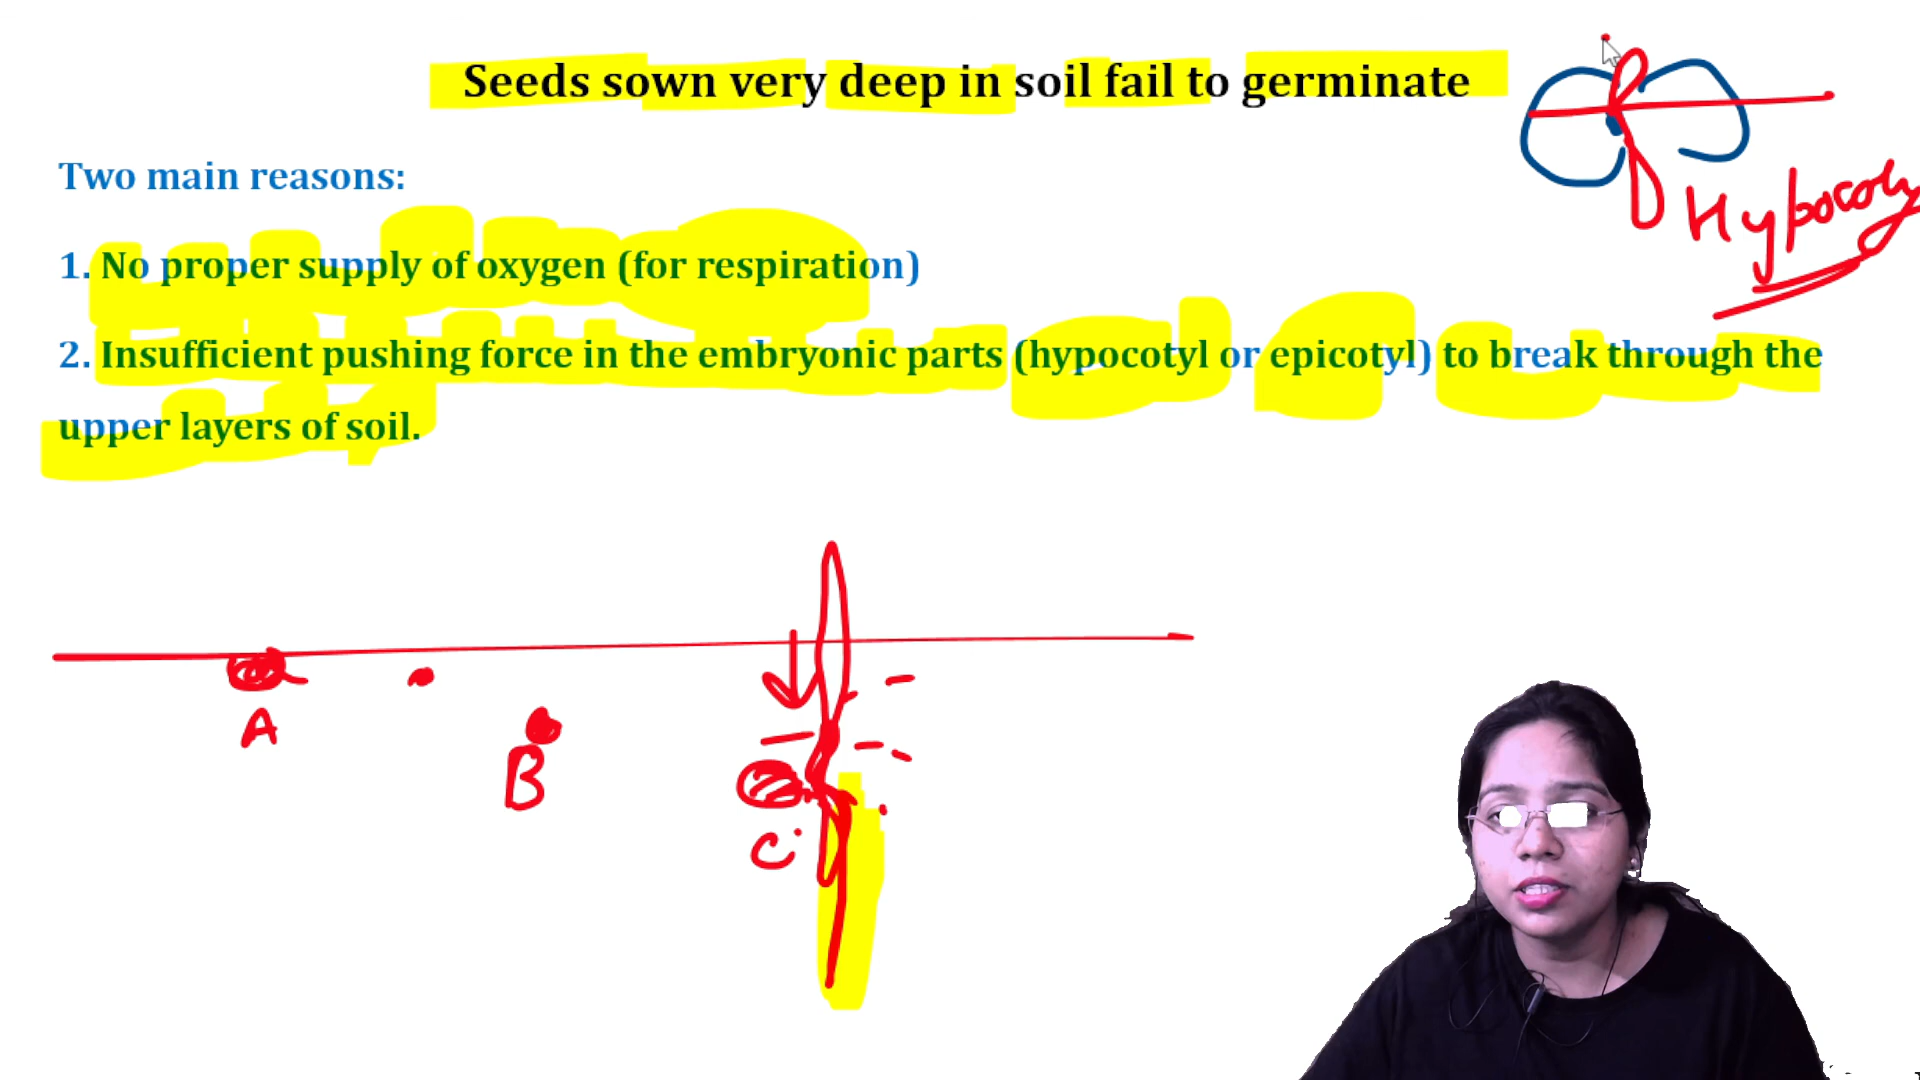 Seeds sown very deep in soil fail to germinate
Two main reasons:
Hypocoty
1. No proper supply of oxygen (for respiration)
2. Insufficient pushing force in the embryonic parts (hypocotyl or epicotyl) to break through the
upper layers of soil.
A
B
C